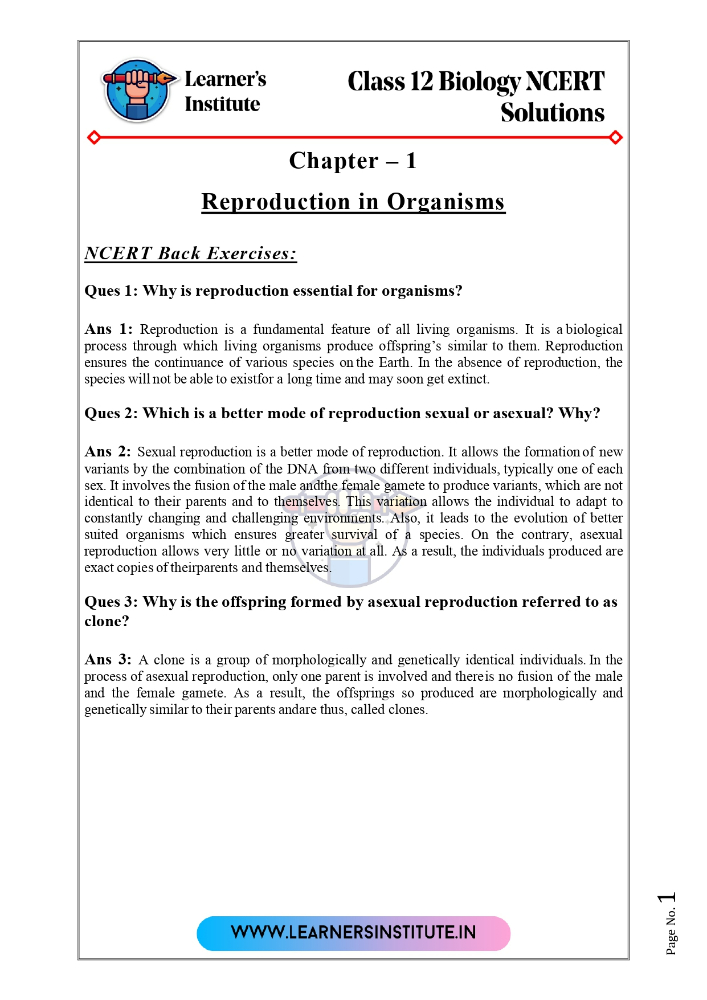 Learner's
Institute
Class 12 Biology NCERT
Solutions
Chapter – 1
Reproduction in Organisms
NCERT Back Exercises:
Ques 1: Why is reproduction essential for organisms?
Ans 1: Reproduction is a fundamental feature of all living organisms. It is a biological
process through which living organisms produce offspring's similar to them. Reproduction
ensures the continuance of various species on the Earth. In the absence of reproduction, the
species will not be able to existfor a long time and may soon get extinct.
Ques 2: Which is a better mode of reproduction sexual or asexual? Why?
Ans 2: Sexual reproduction is a better mode of reproduction. It allows the formation of new
variants by the combination of the DNA from two different individuals, typically one of each
sex. It involves the fusion of the male andthe female gamete to produce variants, which are not
identical to their parents and to themselves. This variation allows the individual to adapt to
constantly changing and challenging environments. Also, it leads to the evolution of better
suited organisms which ensures greater survival of a species. On the contrary, asexual
reproduction allows very little or no variation at all. As a result, the individuals produced are
exact copies of theirparents and themselves.
Ques 3: Why is the offspring formed by asexual reproduction referred to as
clone?
Ans 3: A clone is a group of morphologically and genetically identical individuals. In the
process of asexual reproduction, only one parent is involved and thereis no fusion of the male
and the female gamete. As a result, the offsprings so produced are morphologically and
genetically similar to their parents andare thus, called clones.
WWW.LEARNERSINSTITUTE.IN
Page No. 1